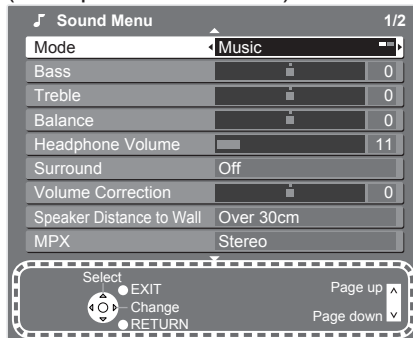 Sound Menu 1/2
Mode Music
Bass 0
Treble 0
Balance 0
Headphone Volume 11
Surround Off
Volume Correction 0
Speaker Distance to Wall Over 30cm
MPX Stereo
Select
EXIT
Change
RETURN
Page up
Page down